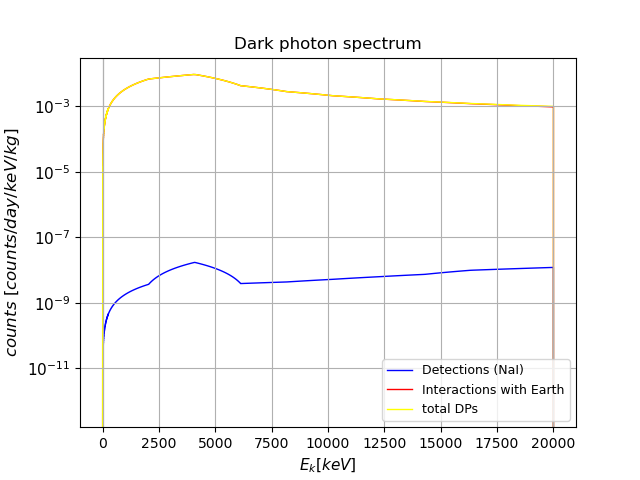 Dark photon spectrum
counts [counts/day/keV/kg]
10⁻³
10⁻⁵
10⁻⁷
10⁻⁹
10⁻¹¹
Detections (NaI)
Interactions with Earth
total DPs
0 2500 5000 7500 10000 12500 15000 17500 20000
Eₖ[keV]